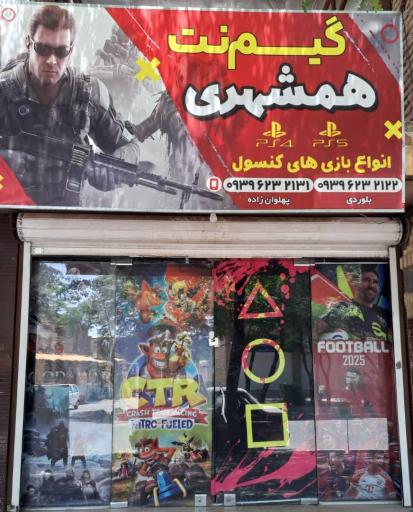 گیم نت
همشهری
PS4 PS5
انواع بازی های کنسول
۰۹۳۹ ۶۲۳ ۲۱۳۱ ۰۹۳۹ ۶۲۳ ۲۱۲۲
پهلوان زاده بلوردی
CTR
CRASH TEAM RACING
NITRO-FUELED
FOOTBALL
2025